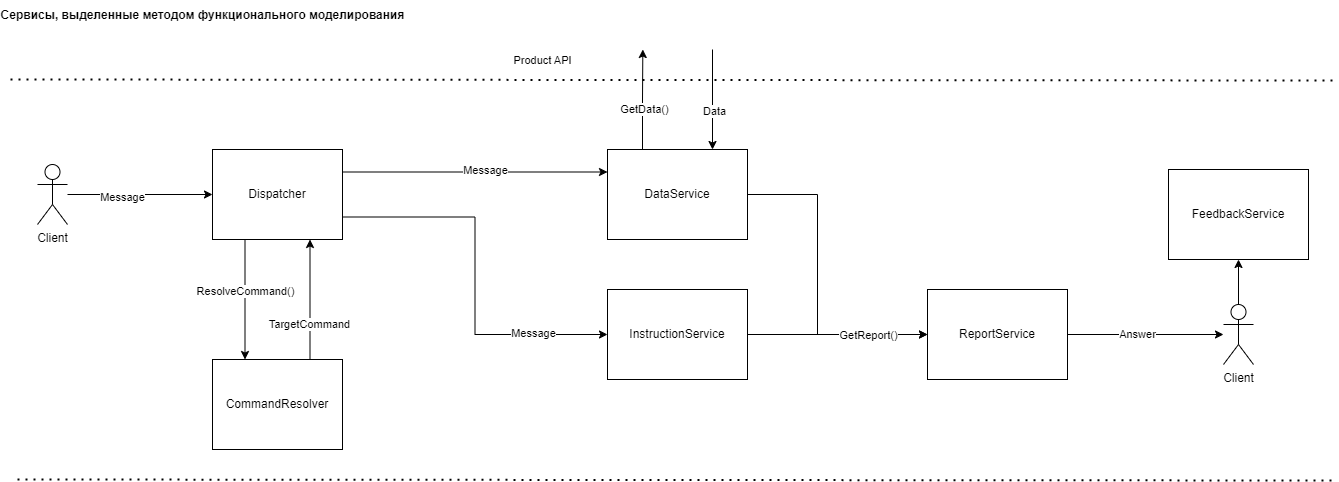 Сервисы, выделенные методом функционального моделирования
Product API
GetData()
Data
Client
Message
Dispatcher
Message
DataService
FeedbackService
ResolveCommand()
TargetCommand
Message
InstructionService
GetReport()
ReportService
Answer
Client
CommandResolver